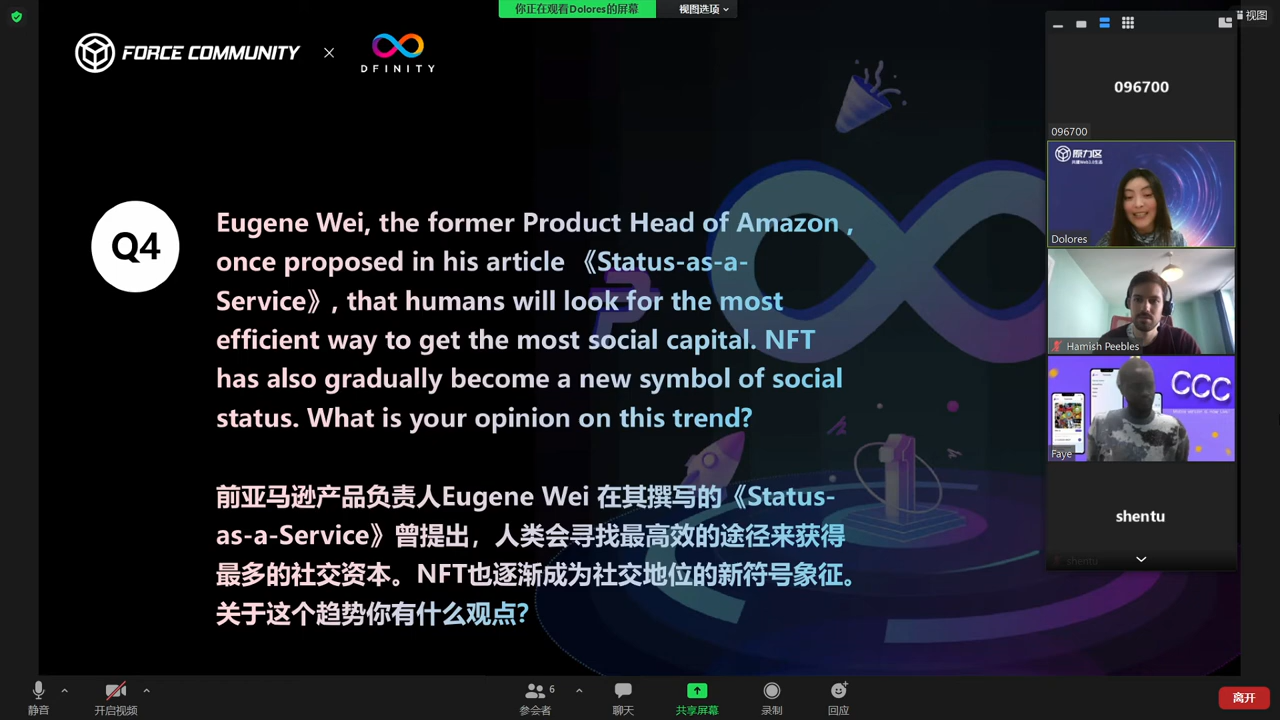 你正在观看Dolores的屏幕
视图选项
视图
FORCE COMMUNITY
×
DFINITY
096700
096700
原力区
Dolores
Hamish Peebles
CCC
Faye
shentu
shentu
Q4
Eugene Wei, the former Product Head of Amazon ,
once proposed in his article 《Status-as-a-
Service》, that humans will look for the most
efficient way to get the most social capital. NFT
has also gradually become a new symbol of social
status. What is your opinion on this trend?
前亚马逊产品负责人Eugene Wei 在其撰写的《Status-
as-a-Service》曾提出，人类会寻找最高效的途径来获得
最多的社交资本。NFT也逐渐成为社交地位的新符号象征。
关于这个趋势你有什么观点?
静音
开启视频
6
参会者
聊天
共享屏幕
录制
回应
离开